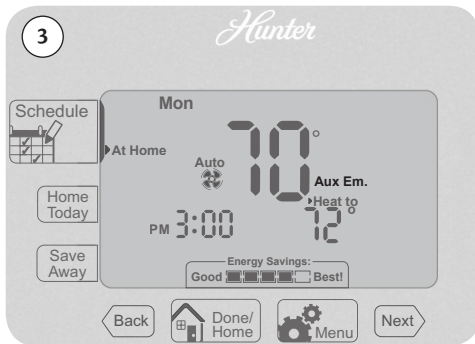 3
Hunter
Schedule
Mon
At Home
Auto
70°
Aux Em.
Heat to
72°
PM 3:00
Home
Today
Save
Away
Energy Savings:
Good Best!
Back
Done/
Home
Menu
Next